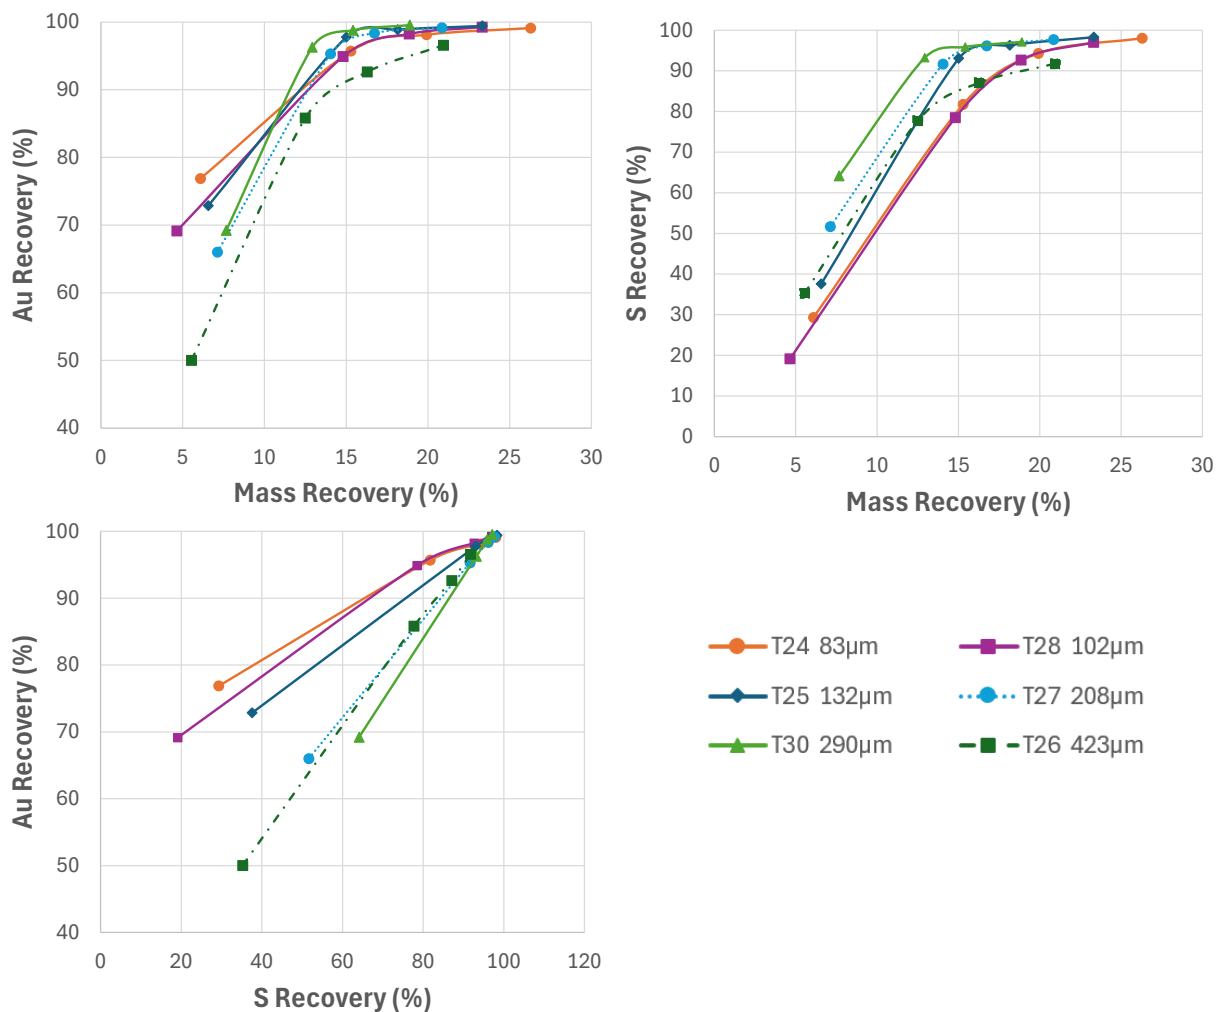 100
90
80
70
60
50
40
Au Recovery (%)
0 5 10 15 20 25 30
Mass Recovery (%)
100
90
80
70
60
50
40
30
20
10
0
S Recovery (%)
0 5 10 15 20 25 30
Mass Recovery (%)
100
90
80
70
60
50
40
Au Recovery (%)
0 20 40 60 80 100 120
S Recovery (%)
T24 83µm T28 102µm
T25 132µm T27 208µm
T30 290µm T26 423µm